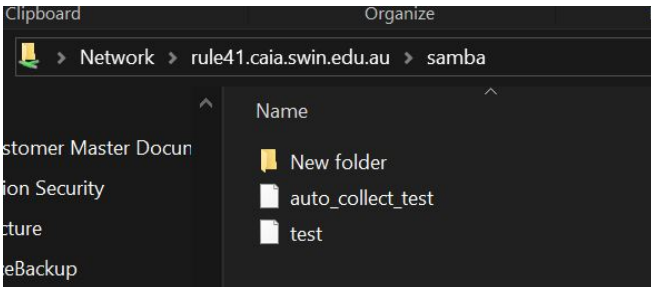 Clipboard
Organize
> Network > rule41.caia.swin.edu.au > samba
Name
stomer Master Docun
New folder
ion Security
auto_collect_test
cture
test
eBackup